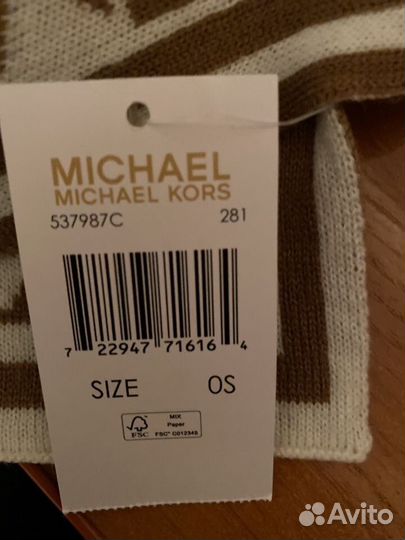 MICHAEL
MICHAEL KORS
537987C 281
7 22947 71616 4
SIZE OS
FSC
MIX
Paper
FSC® C012345
Avito